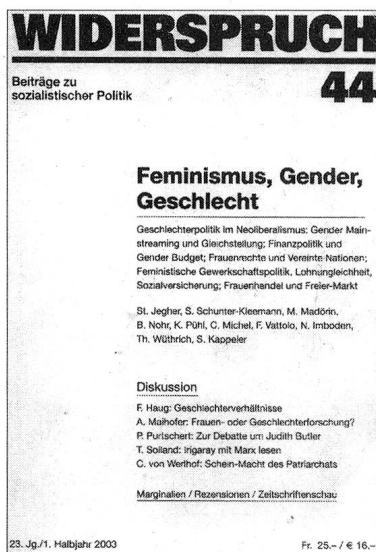 WIDERSPRUCH
44
Beiträge zu
sozialistischer Politik
Feminismus, Gender,
Geschlecht
Geschlechterpolitik im Neoliberalismus: Gender Main-
streaming und Gleichstellung; Finanzpolitik und
Gender Budget; Frauenrechte und Vereinte Nationen;
Feministische Gewerkschaftspolitik, Lohnungleichheit,
Sozialversicherung; Frauenhandel und Freier-Markt
St. Jegher, S. Schunter-Kleemann, M. Madörin,
B. Nohr, K. Pühl, C. Michel, F. Vattolo, N. Imboden,
Th. Wüthrich, S. Kappeler
Diskussion
F. Haug: Geschlechterverhältnisse
A. Maihofer: Frauen- oder Geschlechterforschung?
P. Purtschert: Zur Debatte um Judith Butler
T. Soiland: Irigaray mit Marx lesen
C. von Werlhof: Schein-Macht des Patriarchats
Marginalien / Rezensionen / Zeitschriftenschau
23. Jg./1. Halbjahr 2003
Fr. 25.– / € 16.–